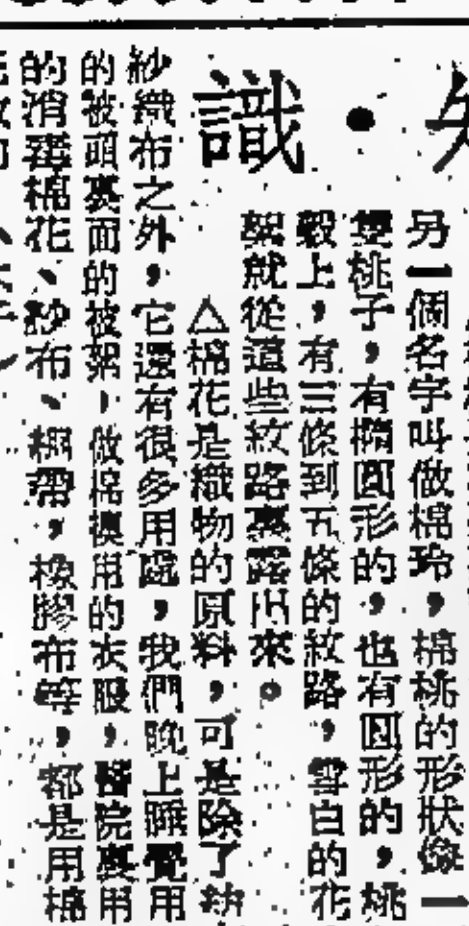 識・
另一個名字叫做棉玲，棉桃的形狀像一
雙桃子，有橢圓形的，也有圓形的，桃
殼上，有三條到五條的紋路，雪白的花
絮就從這些紋路裏露出來。
△棉花是織物的原料，可是除了紡
紗織布之外，它還有很多用處，我們晚上睡覺用
的被頭裏面的被絮，做棉襖用的衣服，醫院裏用
的消毒棉花、紗布、綳帶，橡膠布等，都是用棉